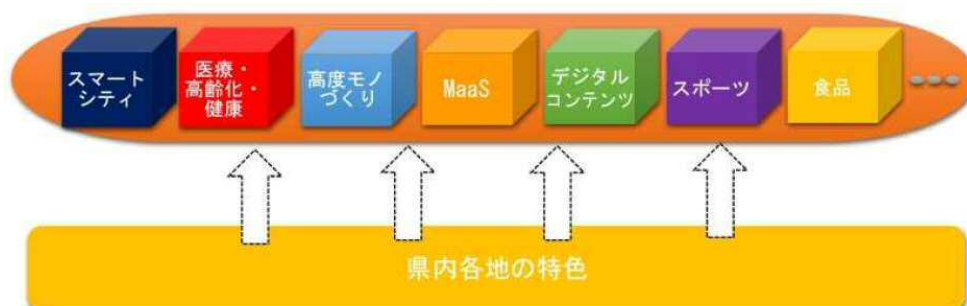 スマート
シティ
医療・
高齢化・
健康
高度モノ
づくり
MaaS
デジタル
コンテンツ
スポーツ
食品
県内各地の特色